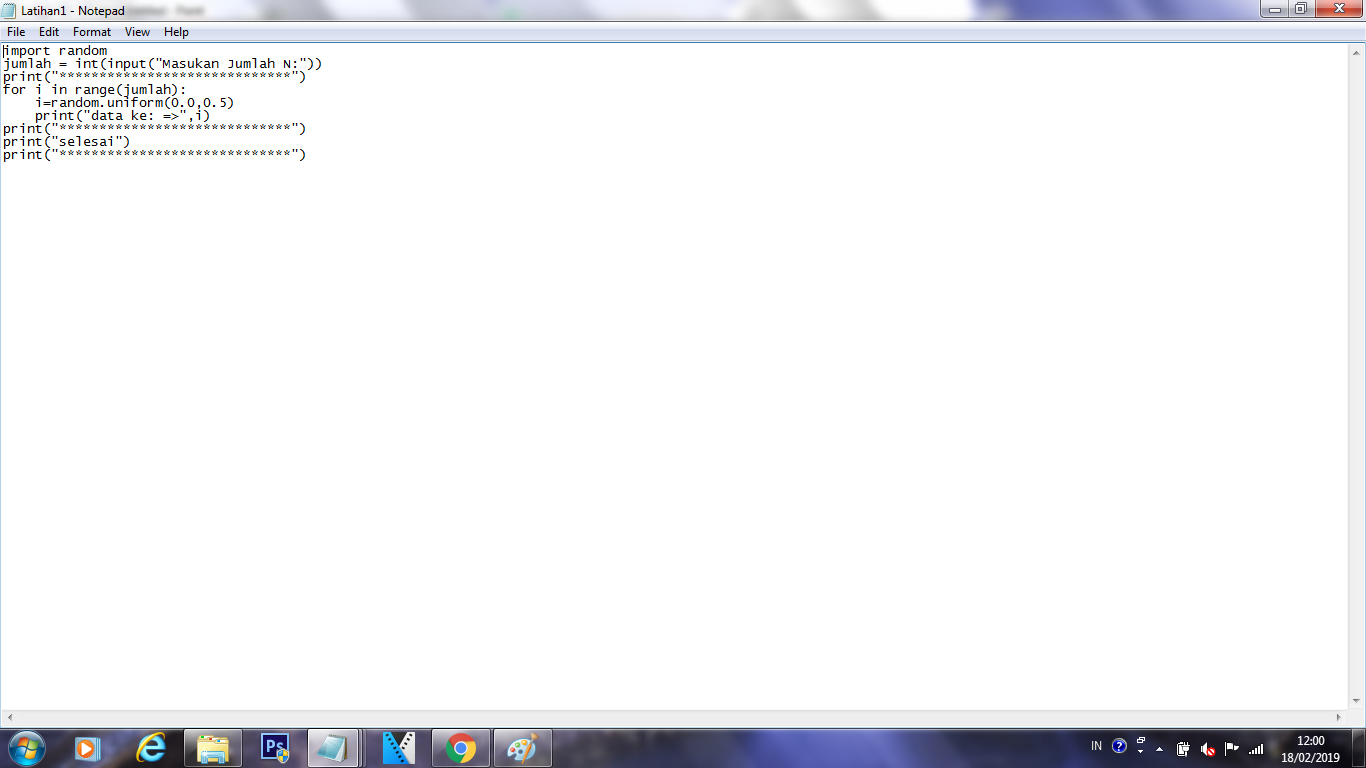 Latihan1 - Notepad
File Edit Format View Help
import random
jumlah = int(input("Masukan Jumlah N:"))
print("*****************************")
for i in range(jumlah):
    i=random.uniform(0.0,0.5)
    print("data ke: =>",i)
print("*****************************")
print("selesai")
print("*****************************")
Ps
IN
12:00
18/02/2019